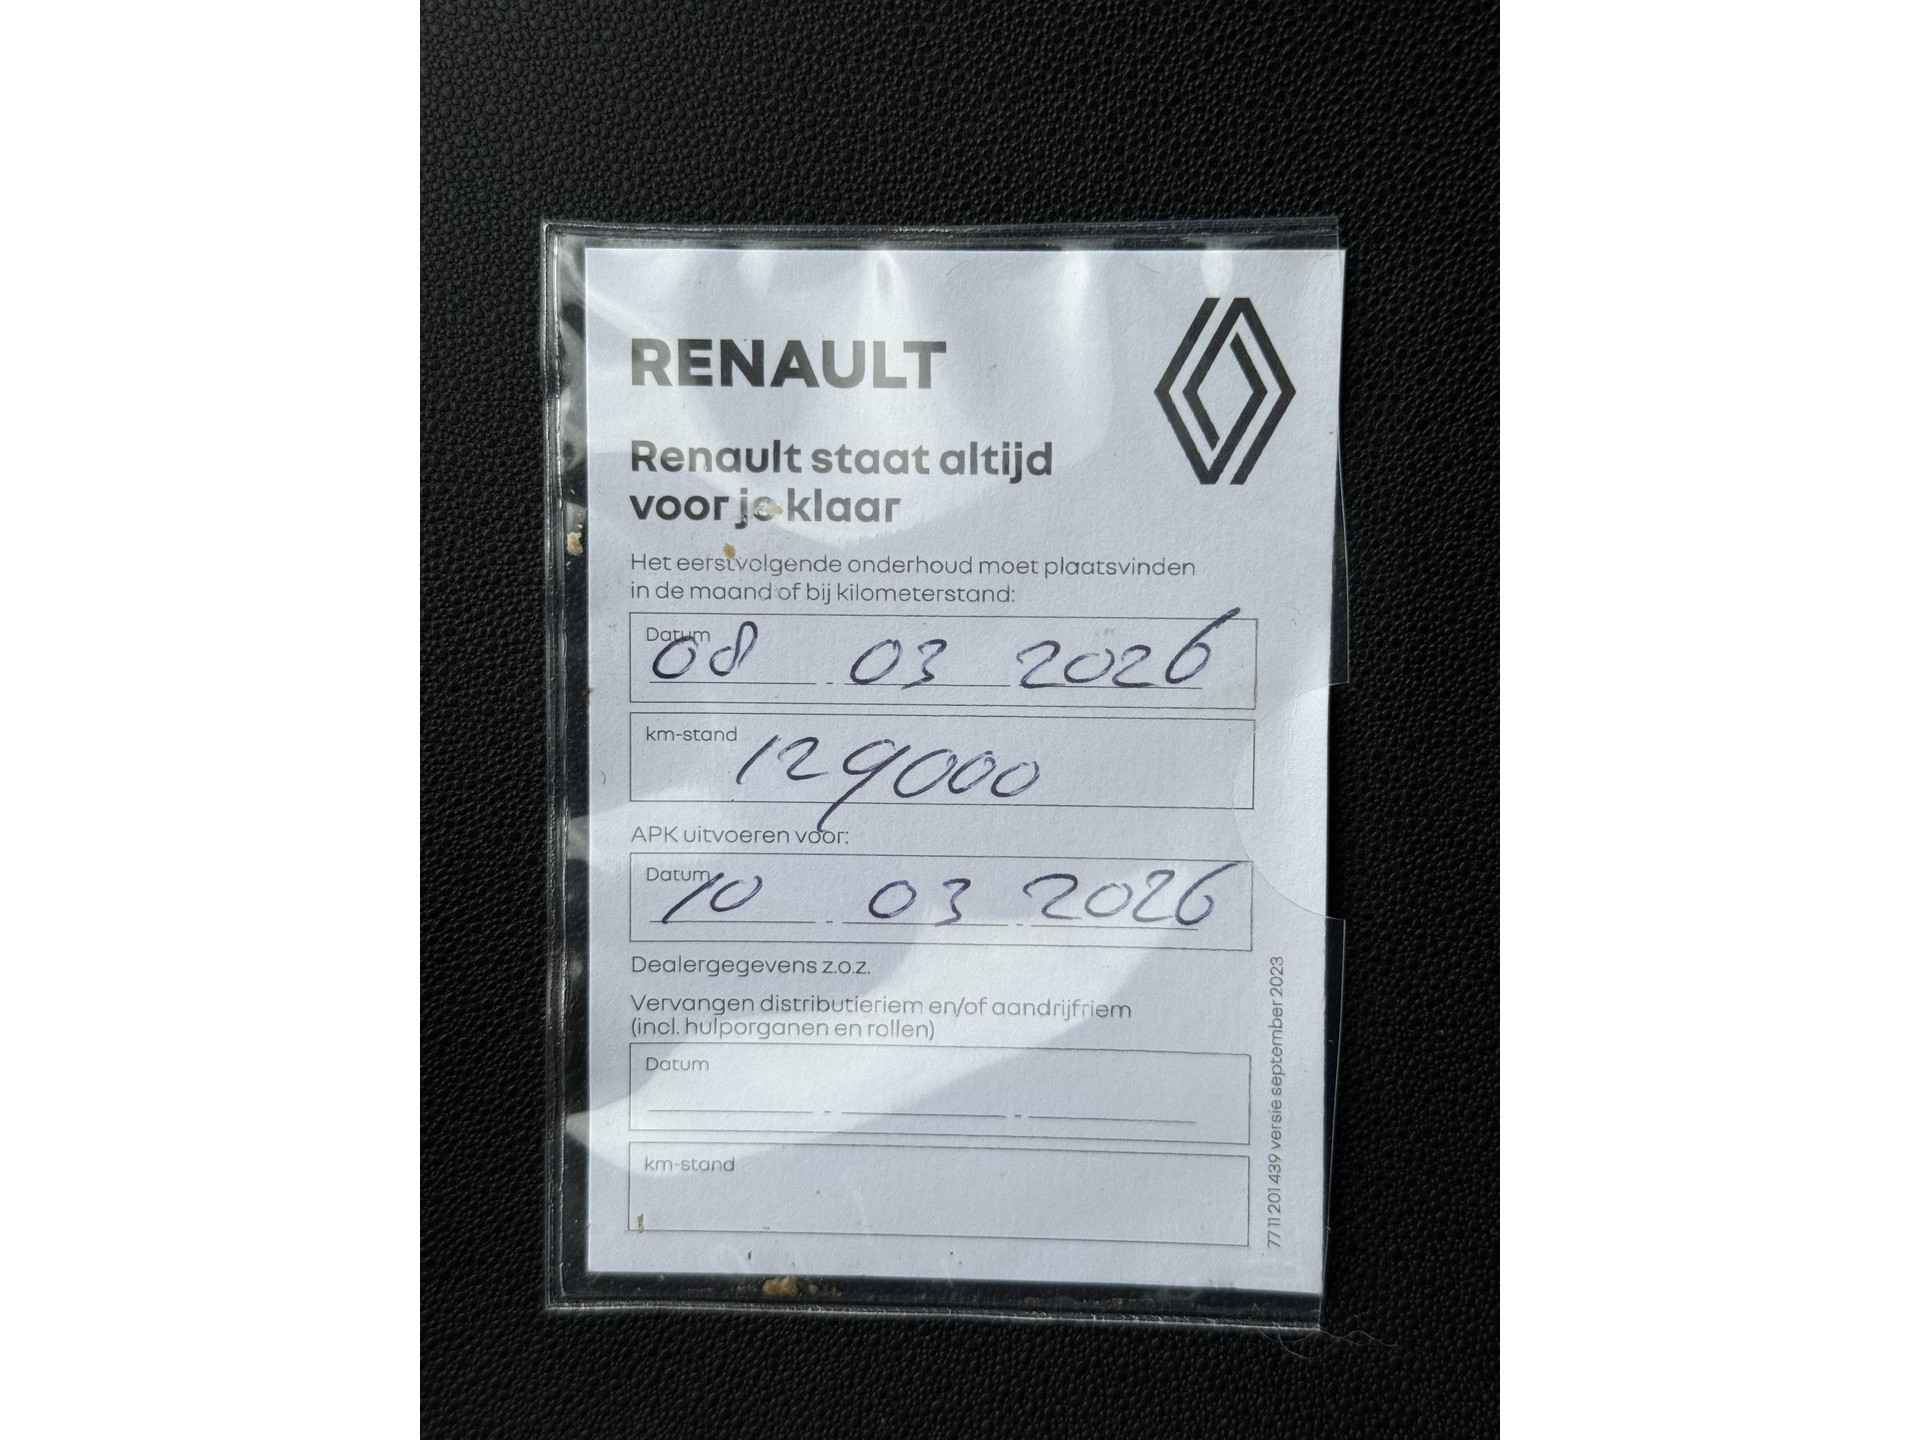 RENAULT
Renault staat altijd
voor je klaar
Het eerstvolgende onderhoud moet plaatsvinden
in de maand of bij kilometerstand:
Datum
08 - 03 2026
km-stand
129000
APK uitvoeren voor:
Datum
10 - 03 - 2026
Dealergegevens z.o.z.
Vervangen distributieriem en/of aandrijfriem
(incl. hulporganen en rollen)
Datum
km-stand
77 11 201 439 versie september 2023